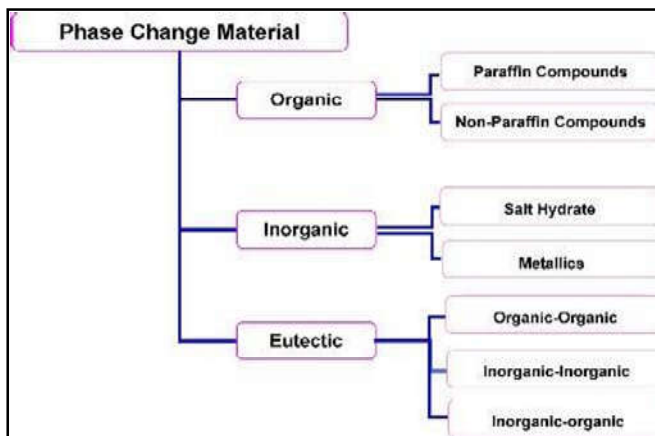 Phase Change Material
Organic
Paraffin Compounds
Non-Paraffin Compounds
Inorganic
Salt Hydrate
Metallics
Eutectic
Organic-Organic
Inorganic-Inorganic
Inorganic-organic